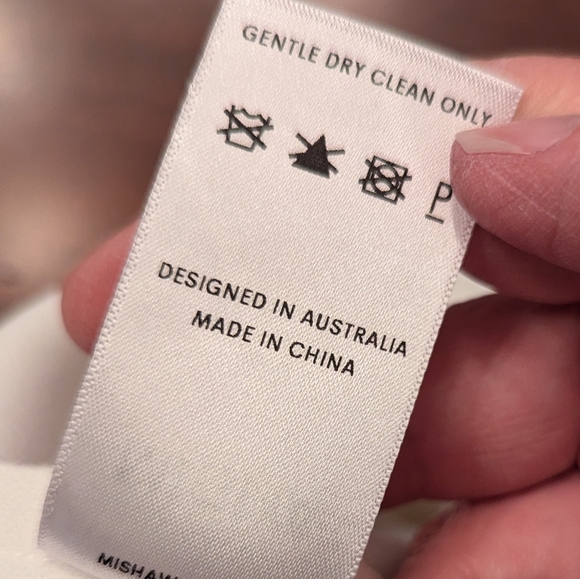 GENTLE DRY CLEAN ONLY
P
DESIGNED IN AUSTRALIA
MADE IN CHINA